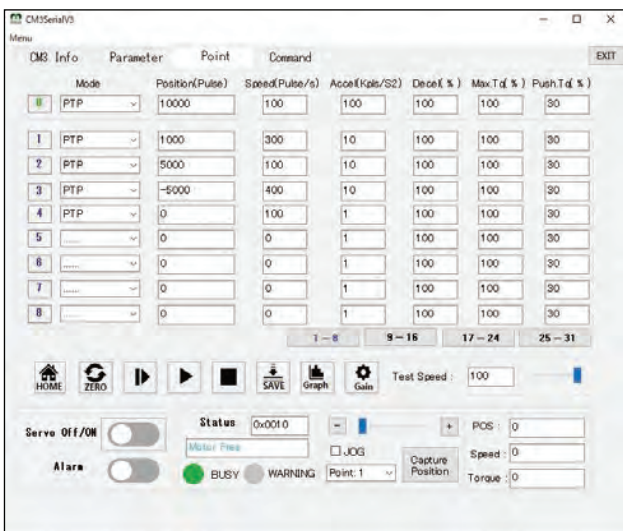 CM3SerialV3
Menu
CM3 Info Parameter Point Command EXIT
Mode Position(Pulse) Speed(Pulse/s) Accel(Kpls/S2) Decel( % ) Max.Tq( % ) Push.Tq( % )
0 PTP 10000 100 100 100 100 30
1 PTP 1000 300 10 100 100 30
2 PTP 5000 100 10 100 100 30
3 PTP -5000 400 10 100 100 30
4 PTP 0 100 1 100 100 30
5 ...... 0 0 1 100 100 30
6 ...... 0 0 1 100 100 30
7 ...... 0 0 1 100 100 30
8 ...... 0 0 1 100 100 30
1 - 8 9 - 16 17 - 24 25 - 31
HOME ZERO SAVE Graph Gain Test Speed : 100
Servo Off/ON Status 0x0010 - + POS : 0
Motor Free JOG Speed : 0
Alarm BUSY WARNING Point: 1 Capture Position Torque : 0